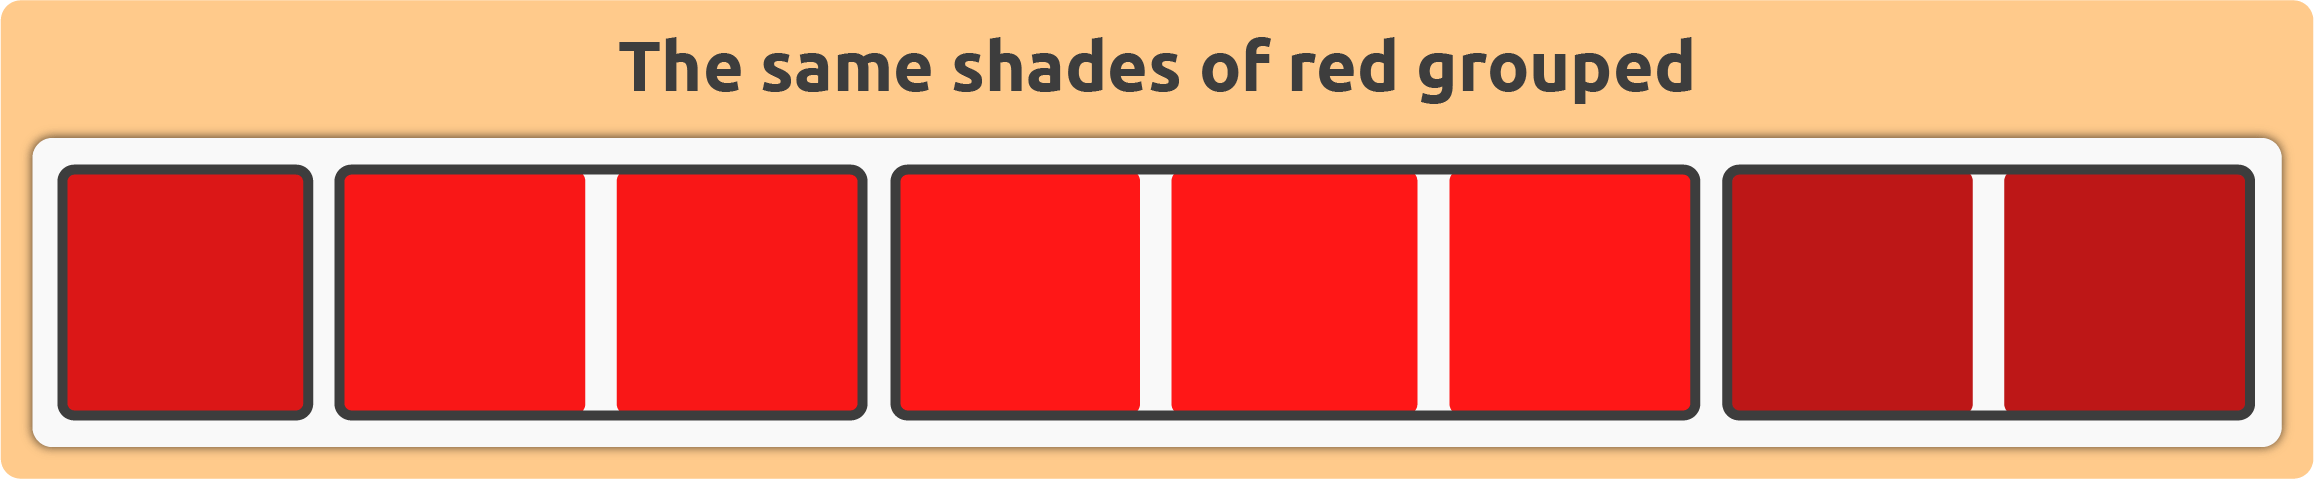 The same shades of red grouped